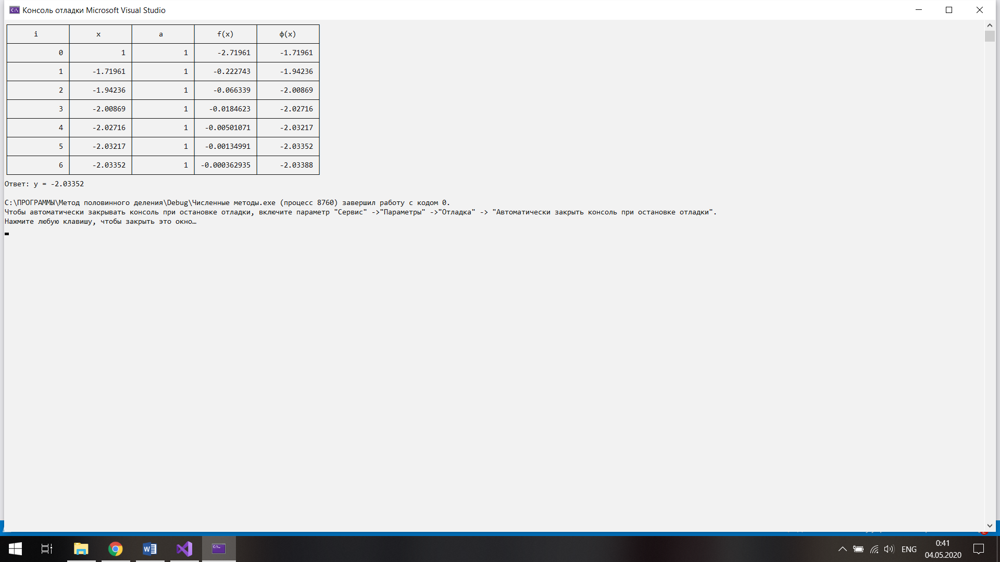 Консоль отладки Microsoft Visual Studio
i x a f(x) ф(x)
0 1 1 -2.71961 -1.71961
1 -1.71961 1 -0.222743 -1.94236
2 -1.94236 1 -0.066339 -2.00869
3 -2.00869 1 -0.0184623 -2.02716
4 -2.02716 1 -0.00501071 -2.03217
5 -2.03217 1 -0.00134991 -2.03352
6 -2.03352 1 -0.000362935 -2.03388
Ответ: y = -2.03352
C:\ПРОГРАММЫ\Метод половинного деления\Debug\Численные методы.exe (процесс 8760) завершил работу с кодом 0.
Чтобы автоматически закрывать консоль при остановке отладки, включите параметр "Сервис" ->"Параметры" ->"Отладка" -> "Автоматически закрыть консоль при остановке отладки".
Нажмите любую клавишу, чтобы закрыть это окно…
ENG
0:41
04.05.2020